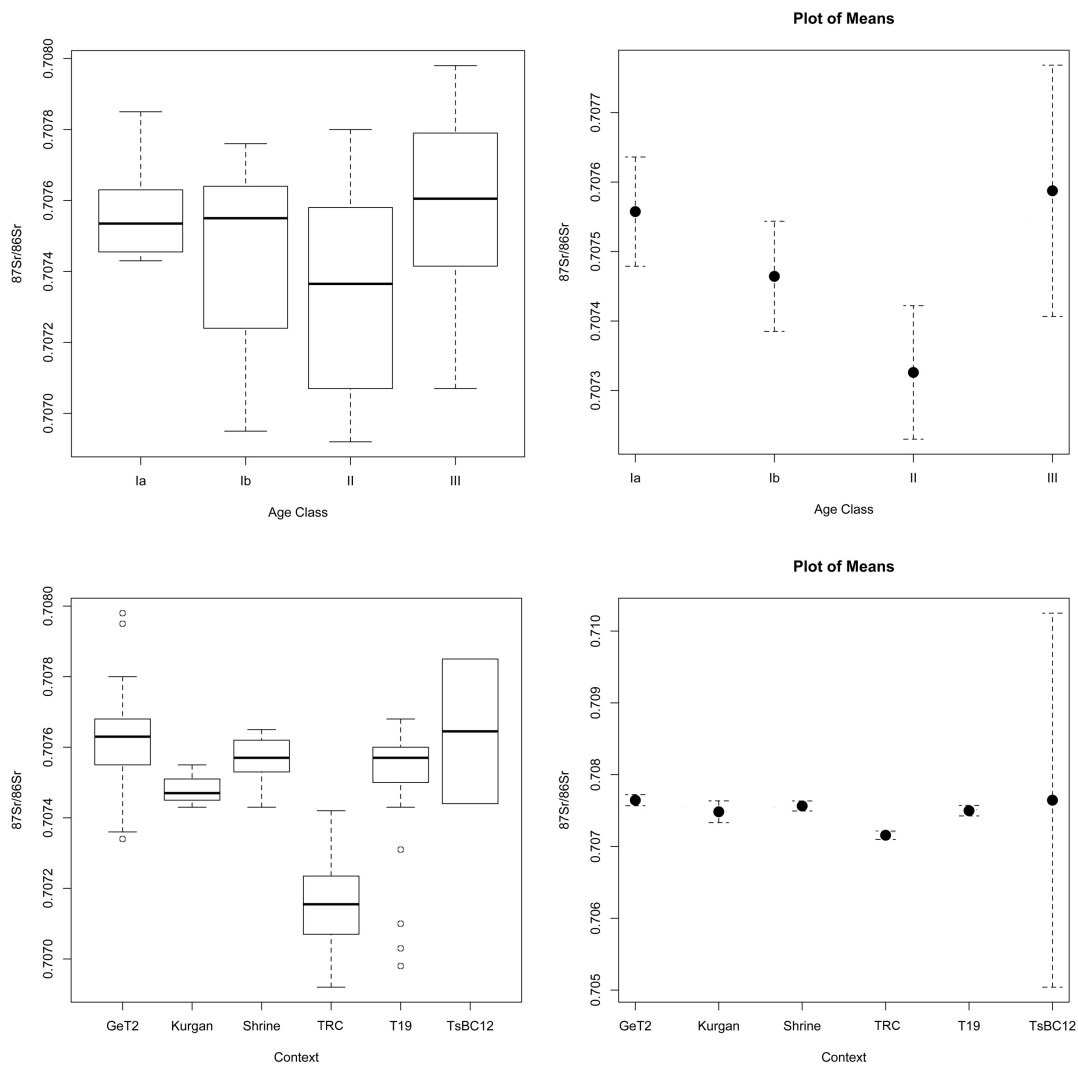 Plot of Means
0.7080
0.7078
0.7076
0.7074
0.7072
0.7070
87Sr/86Sr
Ia Ib II III
Age Class
0.7077
0.7076
0.7075
0.7074
0.7073
87Sr/86Sr
Ia Ib II III
Age Class
0.7080
0.7078
0.7076
0.7074
0.7072
0.7070
87Sr/86Sr
GeT2 Kurgan Shrine TRC T19 TsBC12
Context
Plot of Means
0.710
0.709
0.708
0.707
0.706
0.705
87Sr/86Sr
GeT2 Kurgan Shrine TRC T19 TsBC12
Context